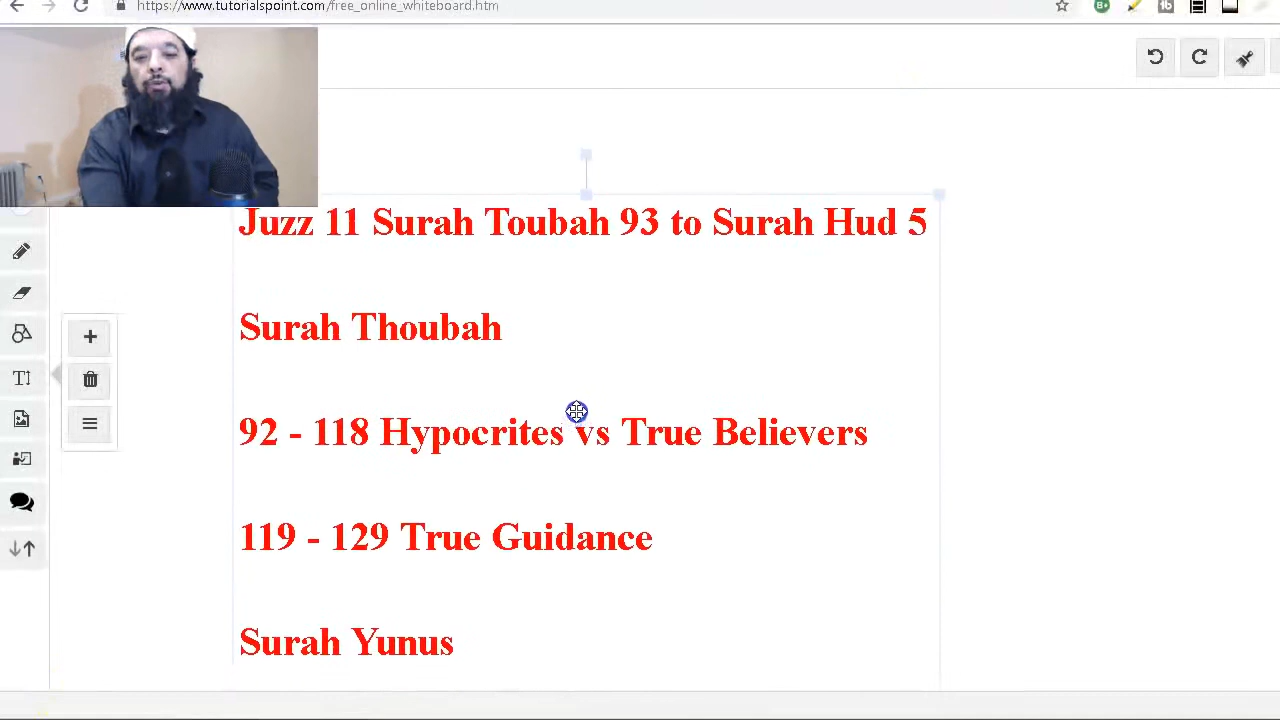 https://www.tutorialspoint.com/free_online_whiteboard.htm
Juzz 11 Surah Toubah 93 to Surah Hud 5
Surah Thoubah
92 - 118 Hypocrites vs True Believers
119 - 129 True Guidance
Surah Yunus